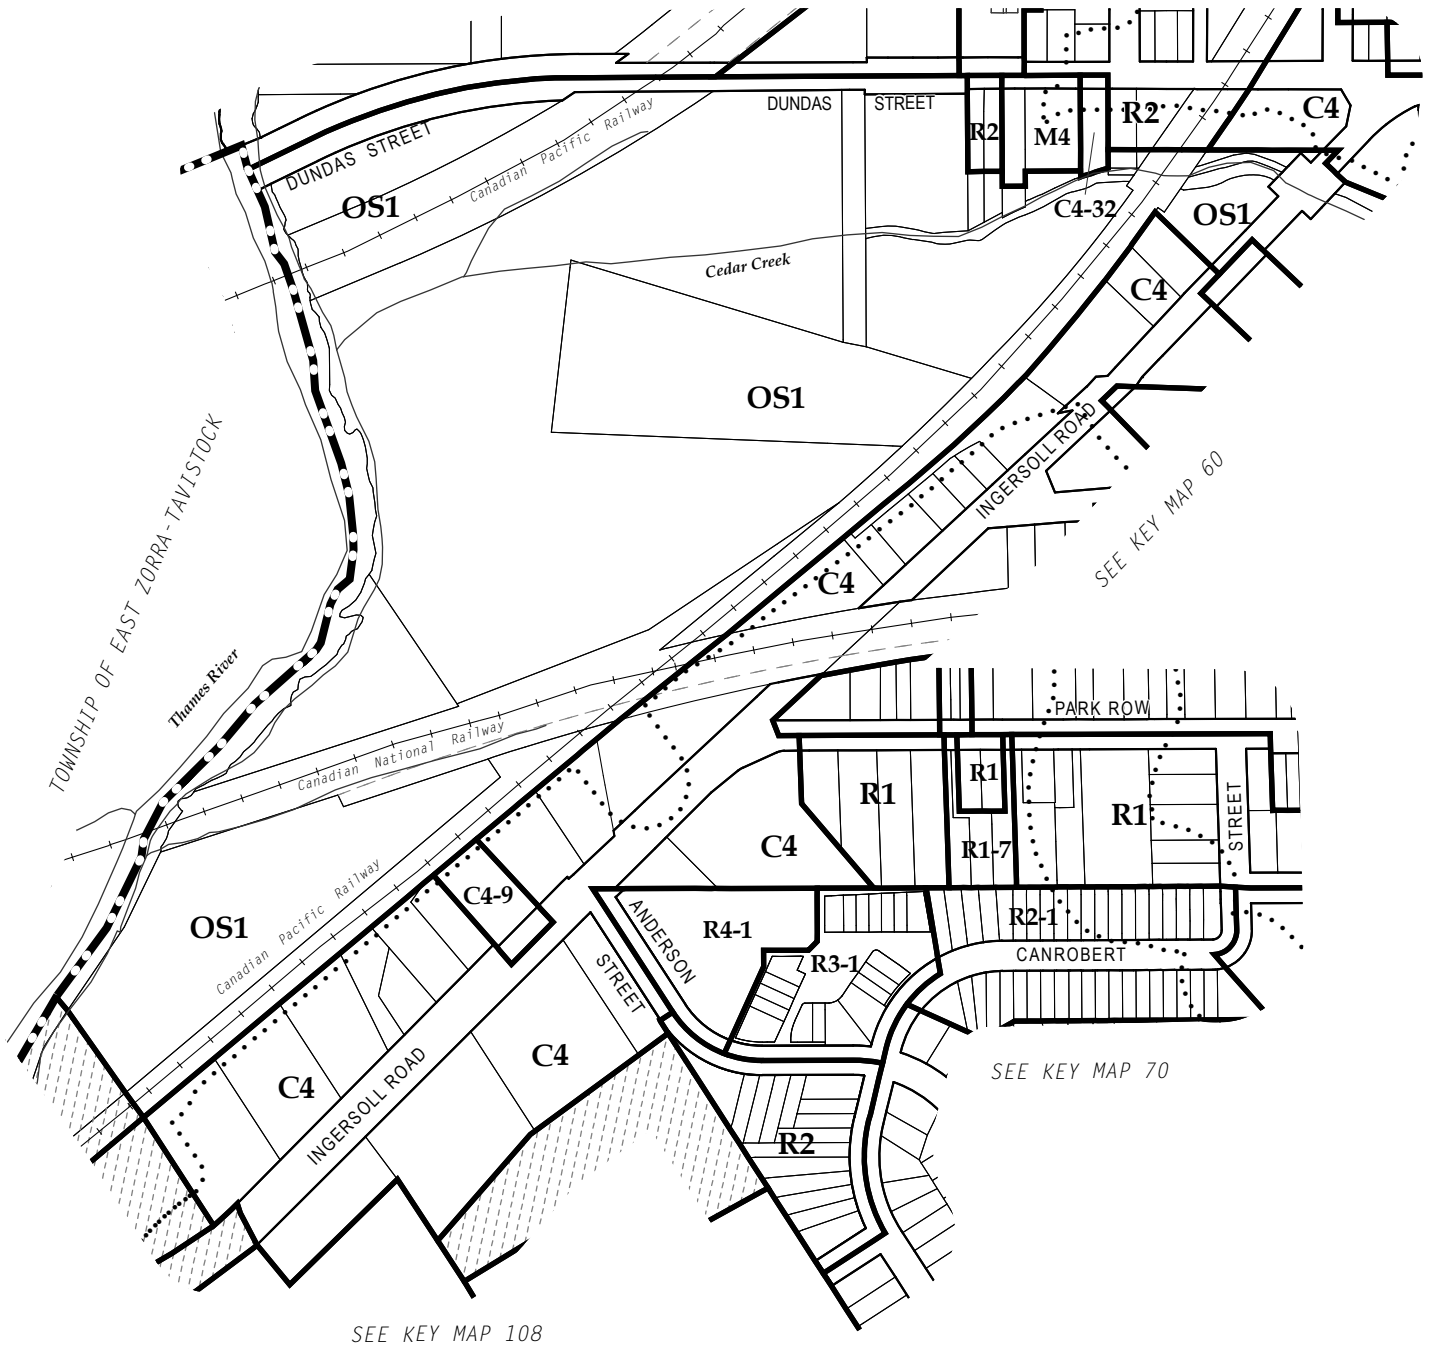 DUNDAS STREET
DUNDAS STREET
Canadian Pacific Railway
OS1
R2
M4
R2
C4
C4-32
OS1
Cedar Creek
C4
OS1
INGERSOLL ROAD
SEE KEY MAP 60
TOWNSHIP OF EAST ZORRA-TAVISTOCK
C4
Thames River
Canadian National Railway
PARK ROW
R1
R1
R1
STREET
C4
R1-7
Canadian Pacific Railway
C4-9
OS1
ANDERSON
STREET
R4-1
R2-1
R3-1
CANROBERT
C4
C4
INGERSOLL ROAD
SEE KEY MAP 70
R2
SEE KEY MAP 108